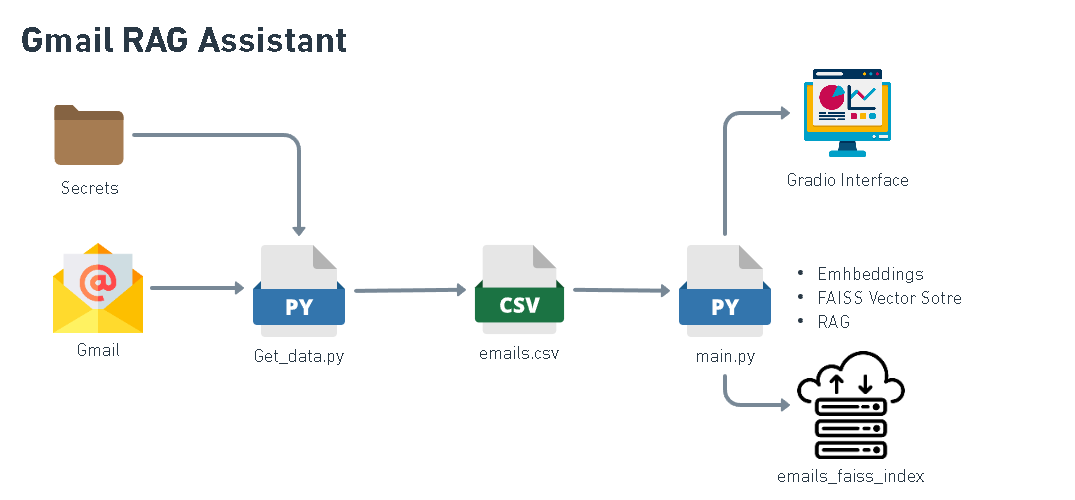 Gmail RAG Assistant
Secrets
Gradio Interface
@
PY
CSV
PY
Gmail
Get_data.py
emails.csv
main.py
• Emhbeddings
• FAISS Vector Sotre
• RAG
emails_faiss_index